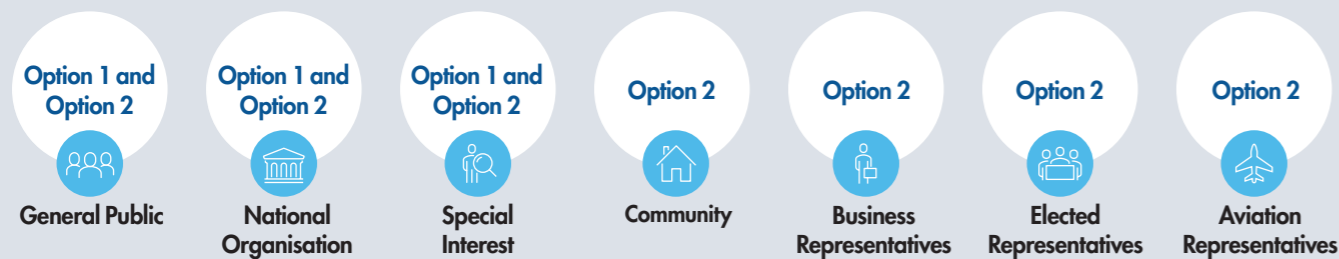 Option 1 and
Option 2
General Public
Option 1 and
Option 2
National
Organisation
Option 1 and
Option 2
Special
Interest
Option 2
Community
Option 2
Business
Representatives
Option 2
Elected
Representatives
Option 2
Aviation
Representatives